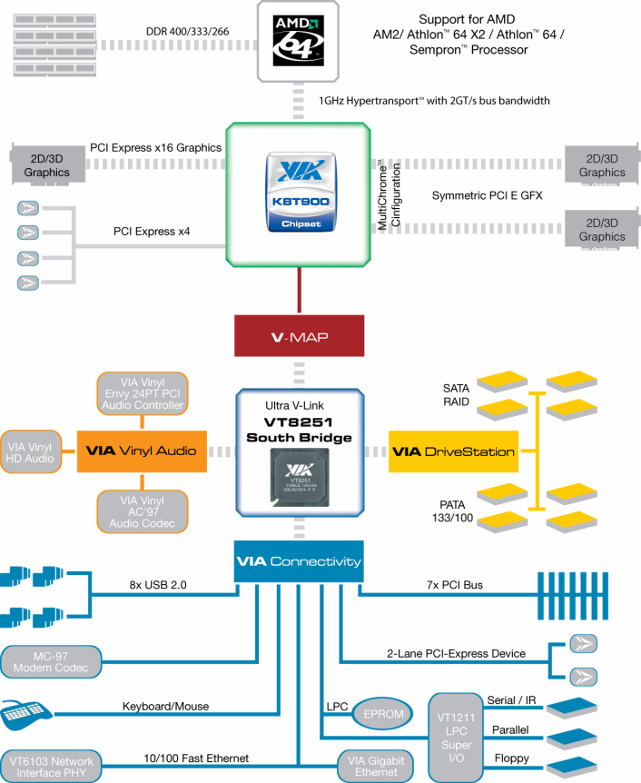 DDR 400/333/266
AMD
64
Support for AMD
AM2/ Athlon™ 64 X2 / Athlon™ 64 /
Sempron™ Processor
1GHz Hypertransport™ with 2GT/s bus bandwidth
2D/3D
Graphics
PCI Express x16 Graphics
PCI Express x4
VIA
K8T900
Chipset
MultiChrome™
Cinfiguration
Symmetric PCI E GFX
2D/3D
Graphics
2D/3D
Graphics
V-MAP
VIA Vinyl
Envy 24PT PCI
Audio Controller
VIA Vinyl
HD Audio
VIA Vinyl Audio
VIA Vinyl
AC'97
Audio Codec
Ultra V-Link
VT8251
South Bridge
VIA
VT8251
VIA DriveStation
SATA
RAID
PATA
133/100
VIA Connectivity
8x USB 2.0
7x PCI Bus
MC-97
Modem Codec
2-Lane PCI-Express Device
Keyboard/Mouse
LPC
EPROM
VT1211
LPC
Super
I/O
Serial / IR
Parallel
Floppy
VT6103 Network
Interface PHY
10/100 Fast Ethernet
VIA Gigabit
Ethernet